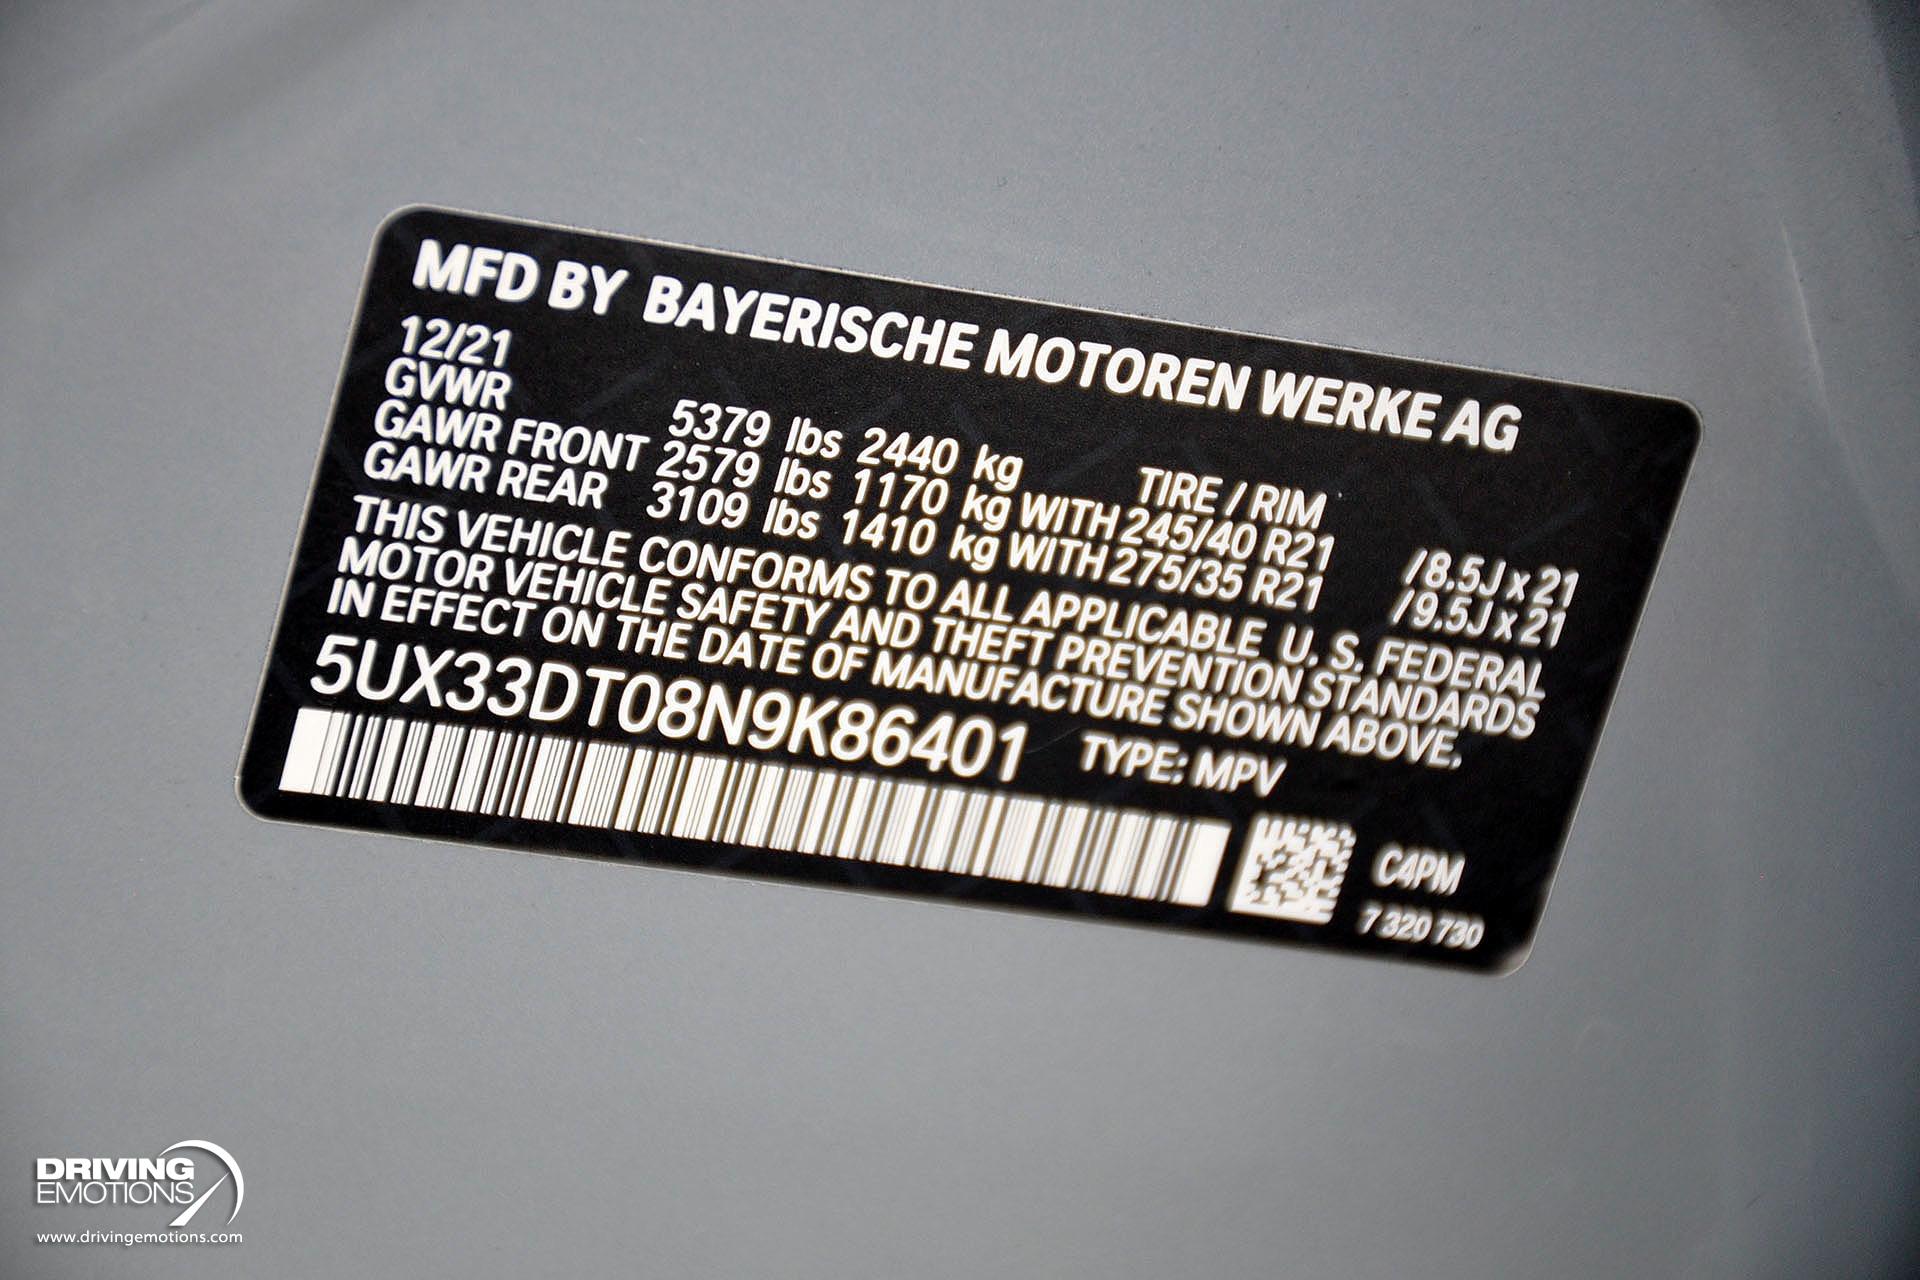 MFD BY BAYERISCHE MOTOREN WERKE AG
12/21
GVWR 5379 lbs 2440 kg TIRE / RIM
GAWR FRONT 2579 lbs 1170 kg WITH 245/40 R21 /8.5J x 21
GAWR REAR 3109 lbs 1410 kg WITH 275/35 R21 /9.5J x 21
THIS VEHICLE CONFORMS TO ALL APPLICABLE U. S. FEDERAL
MOTOR VEHICLE SAFETY AND THEFT PREVENTION STANDARDS
IN EFFECT ON THE DATE OF MANUFACTURE SHOWN ABOVE.
5UX33DT08N9K86401 TYPE: MPV
C4PM
7 320 730
DRIVING
EMOTIONS
www.drivingemotions.com